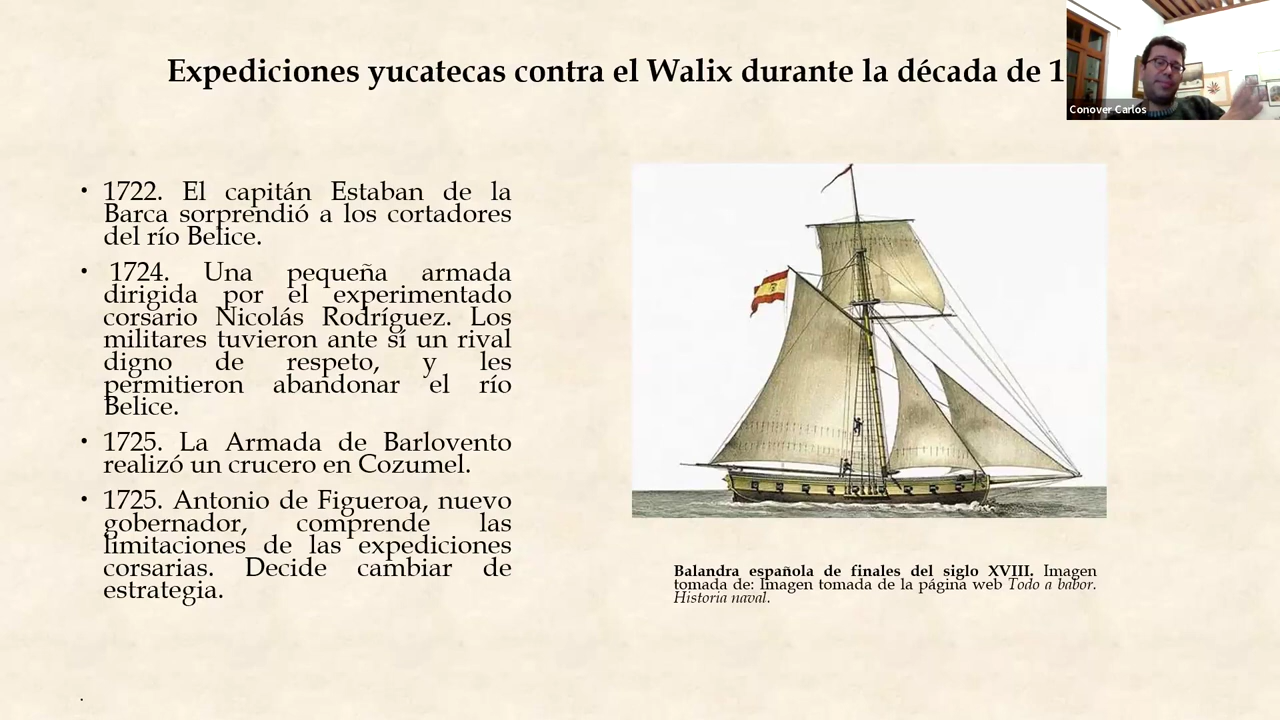 Expediciones yucatecas contra el Walix durante la década de 1
Conover Carlos
• 1722. El capitán Estaban de la
Barca sorprendió a los cortadores
del río Belice.
• 1724. Una pequeña armada
dirigida por el experimentado
corsario Nicolás Rodríguez. Los
militares tuvieron ante sí un rival
digno de respeto, y les
permitieron abandonar el río
Belice.
• 1725. La Armada de Barlovento
realizó un crucero en Cozumel.
• 1725. Antonio de Figueroa, nuevo
gobernador, comprende las
limitaciones de las expediciones
corsarias. Decide cambiar de
estrategia.
Balandra española de finales del siglo XVIII. Imagen
tomada de: Imagen tomada de la página web Todo a babor.
Historia naval.
.